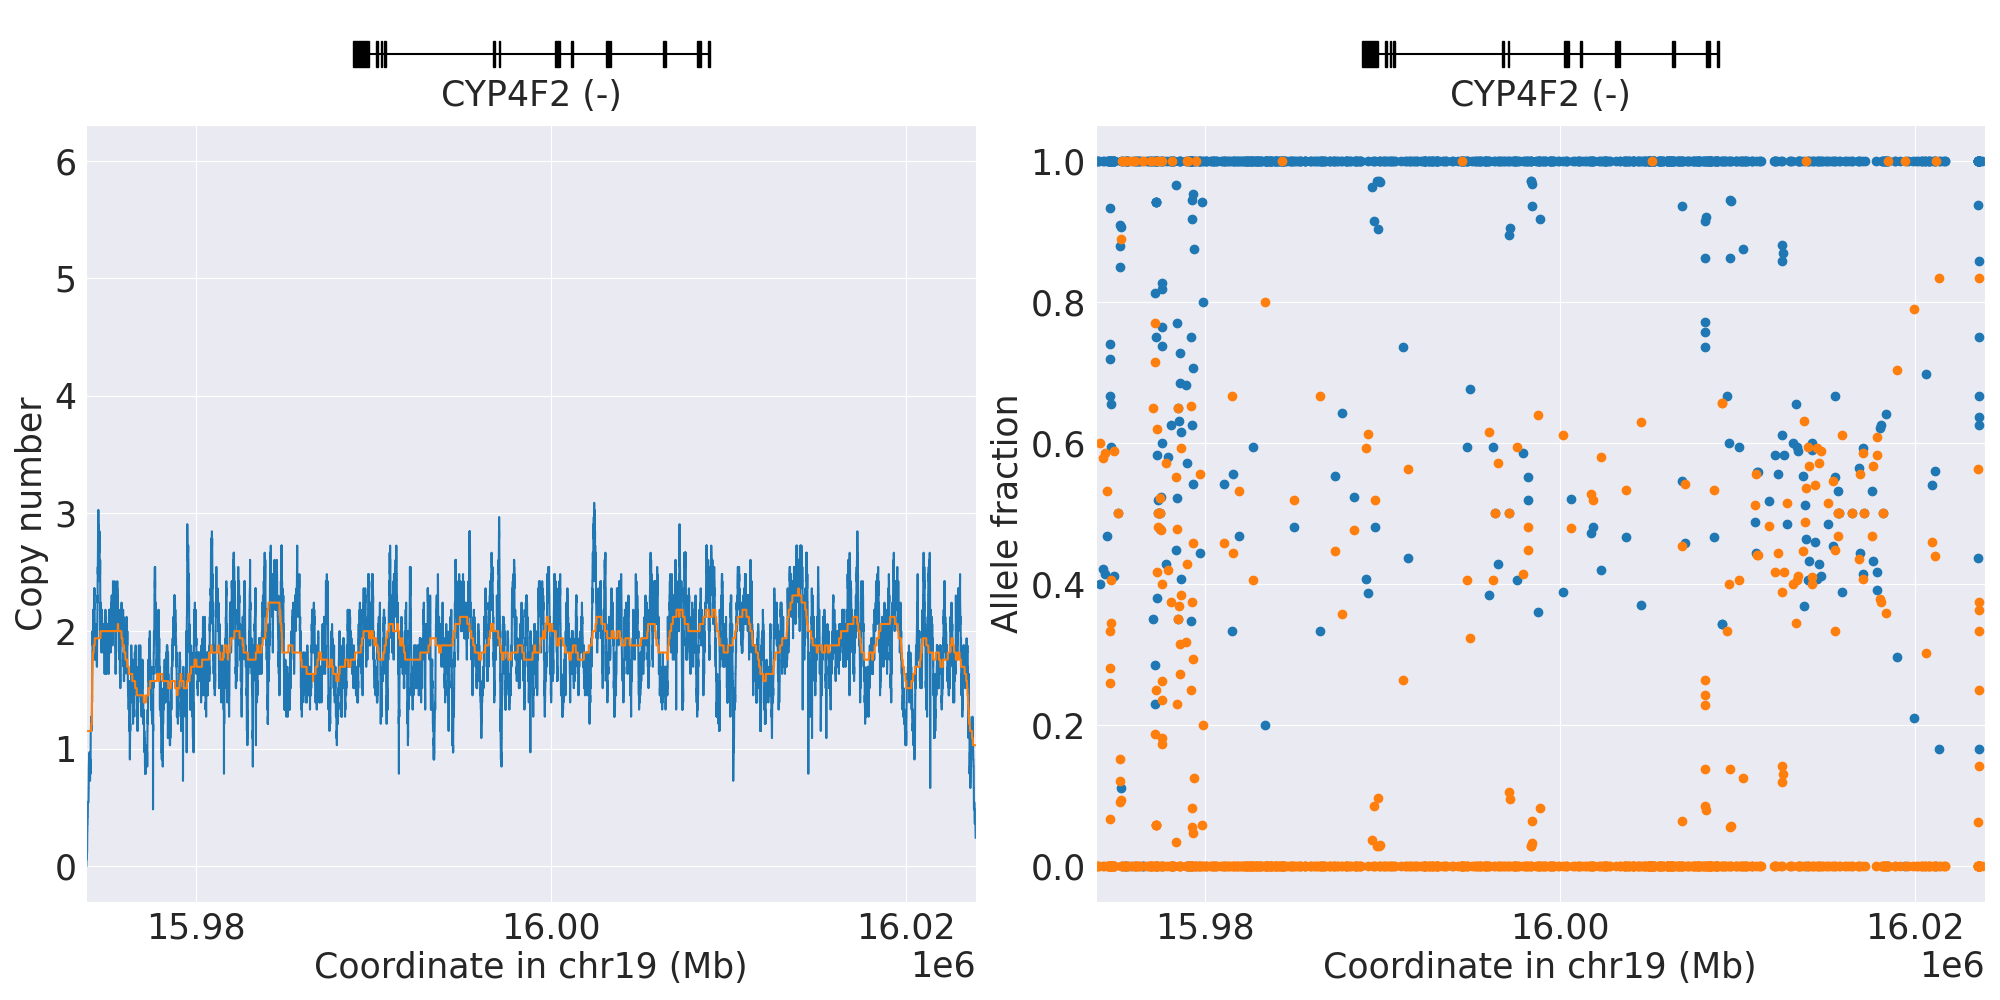 CYP4F2 (-)
Copy number
6
5
4
3
2
1
0
15.98
16.00
16.02
Coordinate in chr19 (Mb)
1e6
CYP4F2 (-)
Allele fraction
1.0
0.8
0.6
0.4
0.2
0.0
15.98
16.00
16.02
Coordinate in chr19 (Mb)
1e6